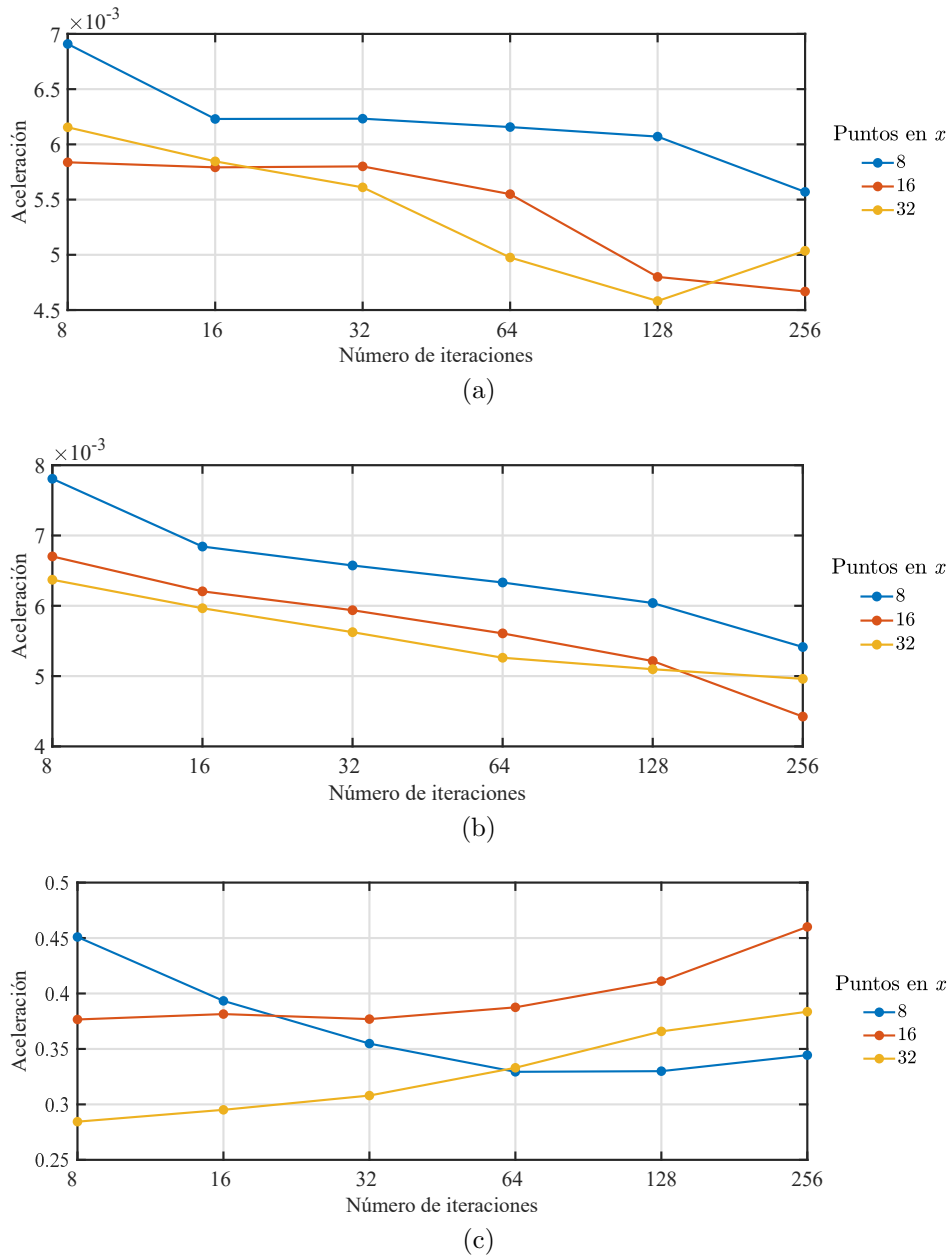 ×10-3
7
6.5
6
5.5
5
4.5
Aceleración
8 16 32 64 128 256
Número de iteraciones
Puntos en x
8
16
32
(a)
×10-3
8
7
6
5
4
Aceleración
8 16 32 64 128 256
Número de iteraciones
Puntos en x
8
16
32
(b)
0.5
0.45
0.4
0.35
0.3
0.25
Aceleración
8 16 32 64 128 256
Número de iteraciones
Puntos en x
8
16
32
(c)